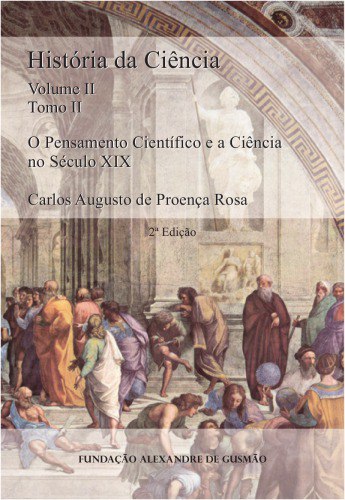 História da Ciência
Volume II
Tomo II
O Pensamento Científico e a Ciência
no Século XIX
Carlos Augusto de Proença Rosa
2ª Edição
FUNDAÇÃO ALEXANDRE DE GUSMÃO